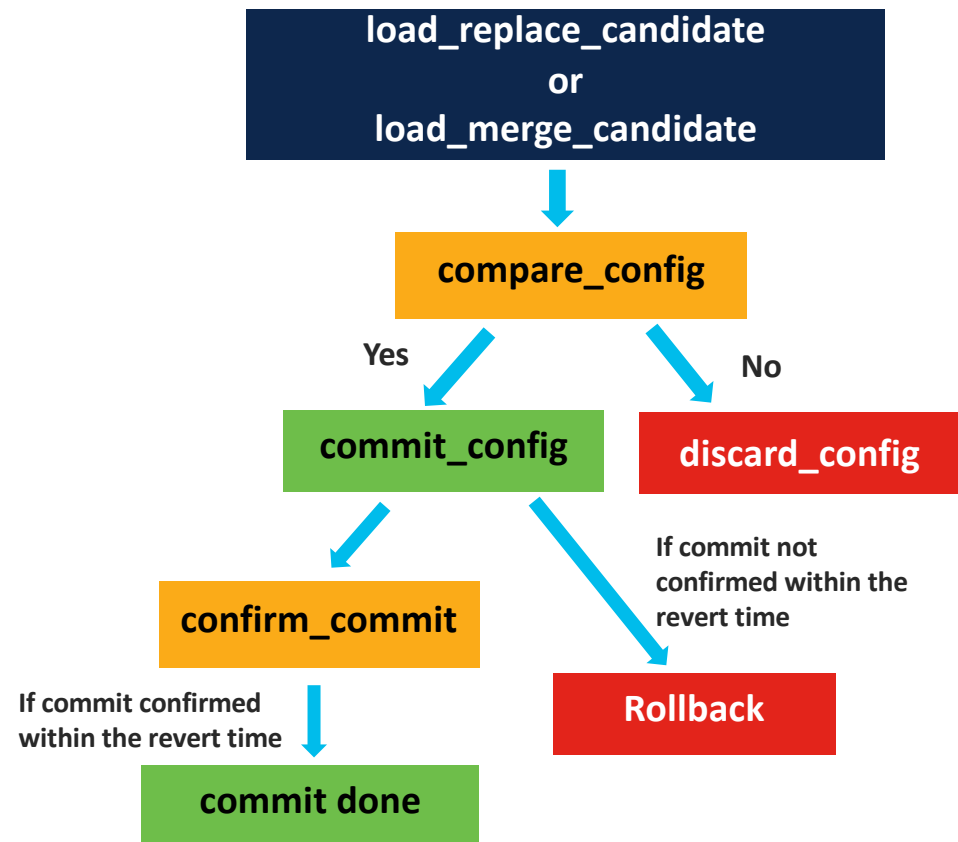 load_replace_candidate
or
load_merge_candidate
compare_config
Yes
No
commit_config
discard_config
If commit not
confirmed within the
revert time
confirm_commit
Rollback
If commit confirmed
within the revert time
commit done